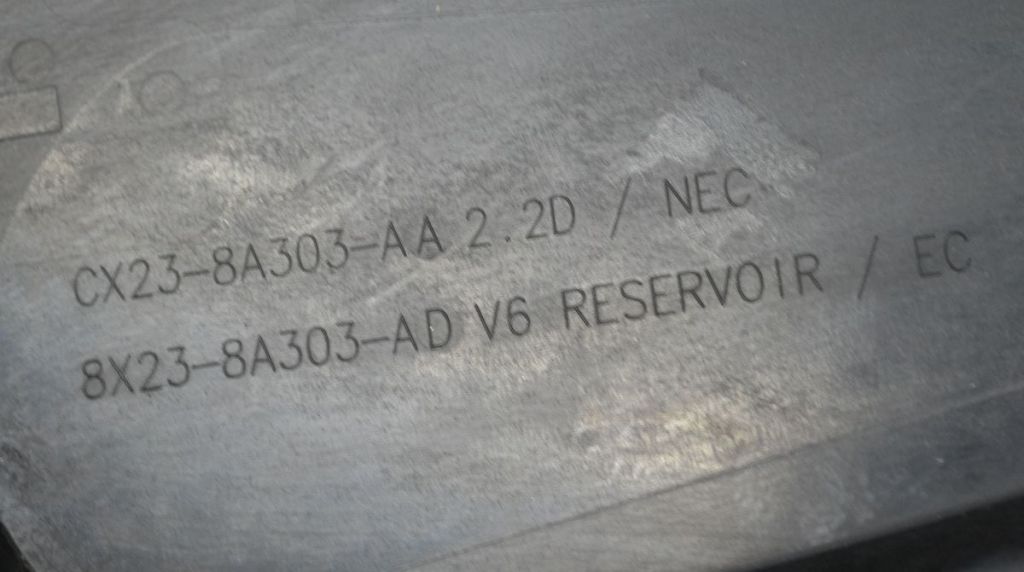 CX23-8A303-AA 2.2D / NEC
8X23-8A303-AD V6 RESERVOIR / EC